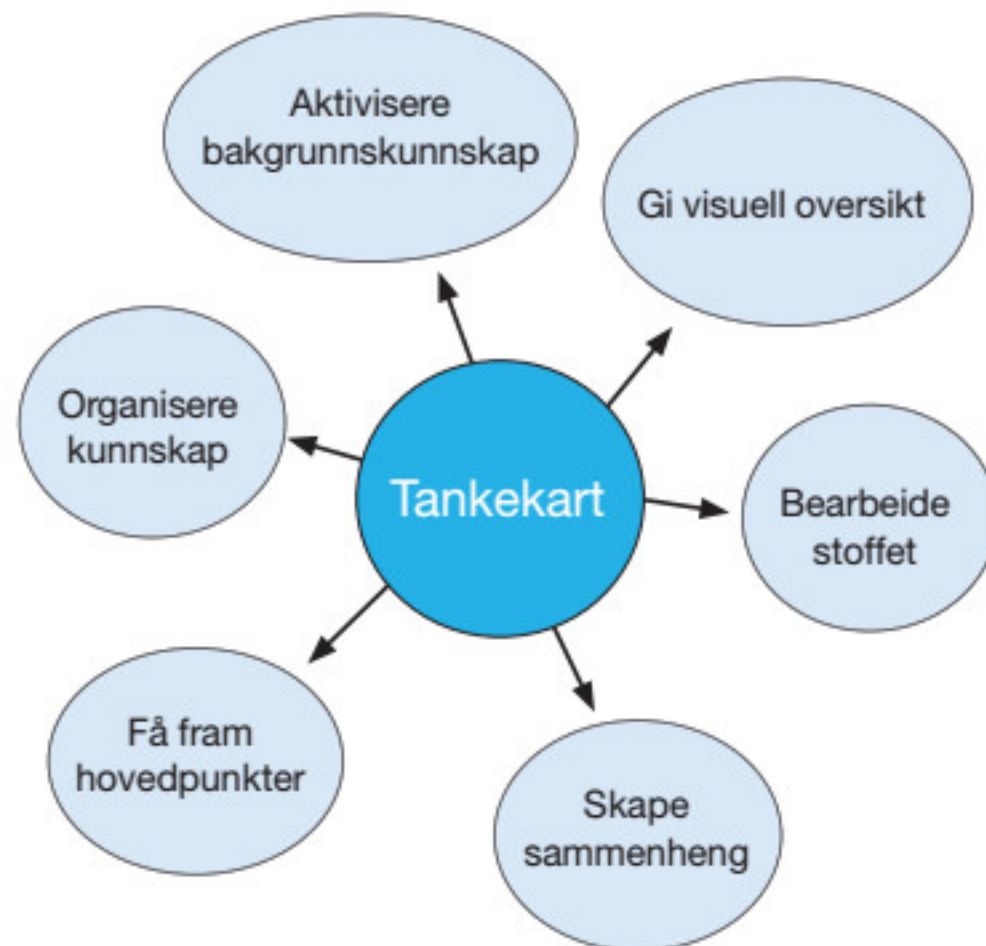 Aktivisere
bakgrunnskunnskap
Gi visuell oversikt
Organisere
kunnskap
Tankekart
Bearbeide
stoffet
Få fram
hovedpunkter
Skape
sammenheng